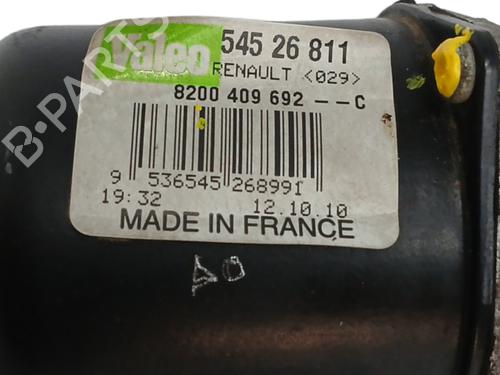 Valeo 545 26 811
RENAULT <029>
8200 409 692 -- C
9 536545 268991
19:32 12.10.10
MADE IN FRANCE
B-PARTS